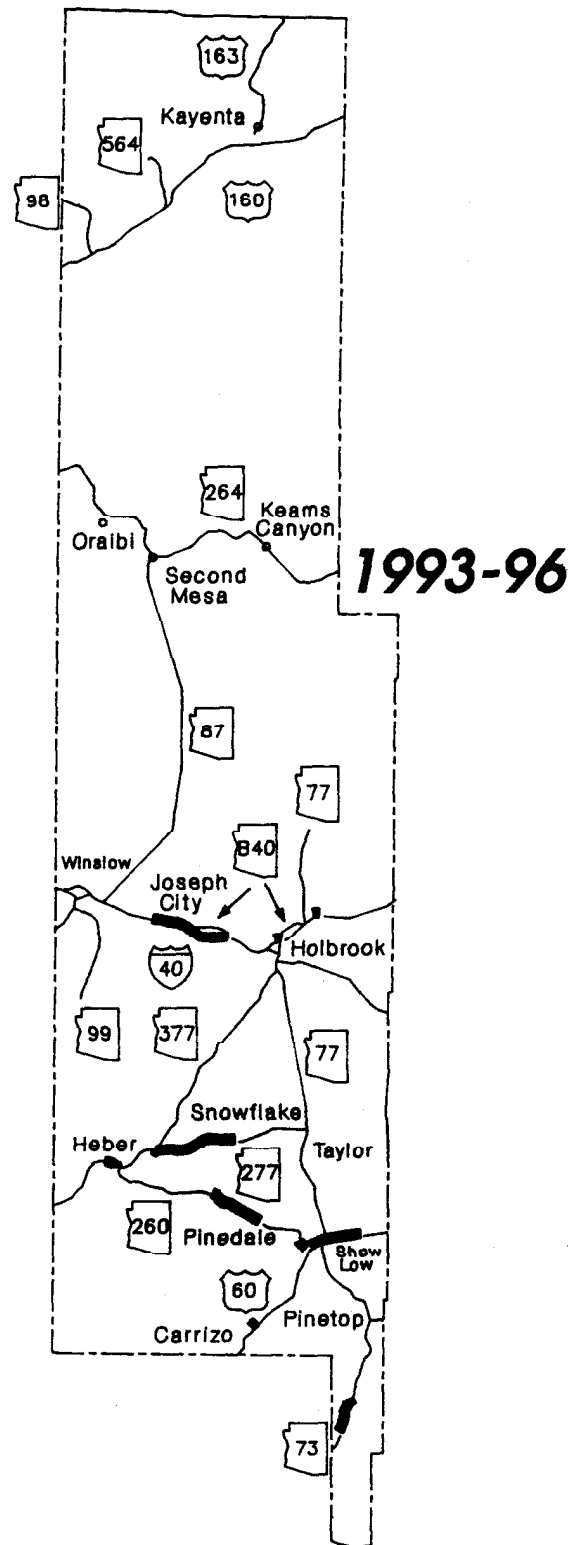 163
Kayenta
564
98
160
264
Keams
Canyon
Oraibi
Second
Mesa
1993-96
87
77
840
Winslow
Joseph
City
Holbrook
40
99
377
77
Snowflake
Heber
Taylor
277
260
Pinedale
Show
Low
60
Pinetop
Carrizo
73